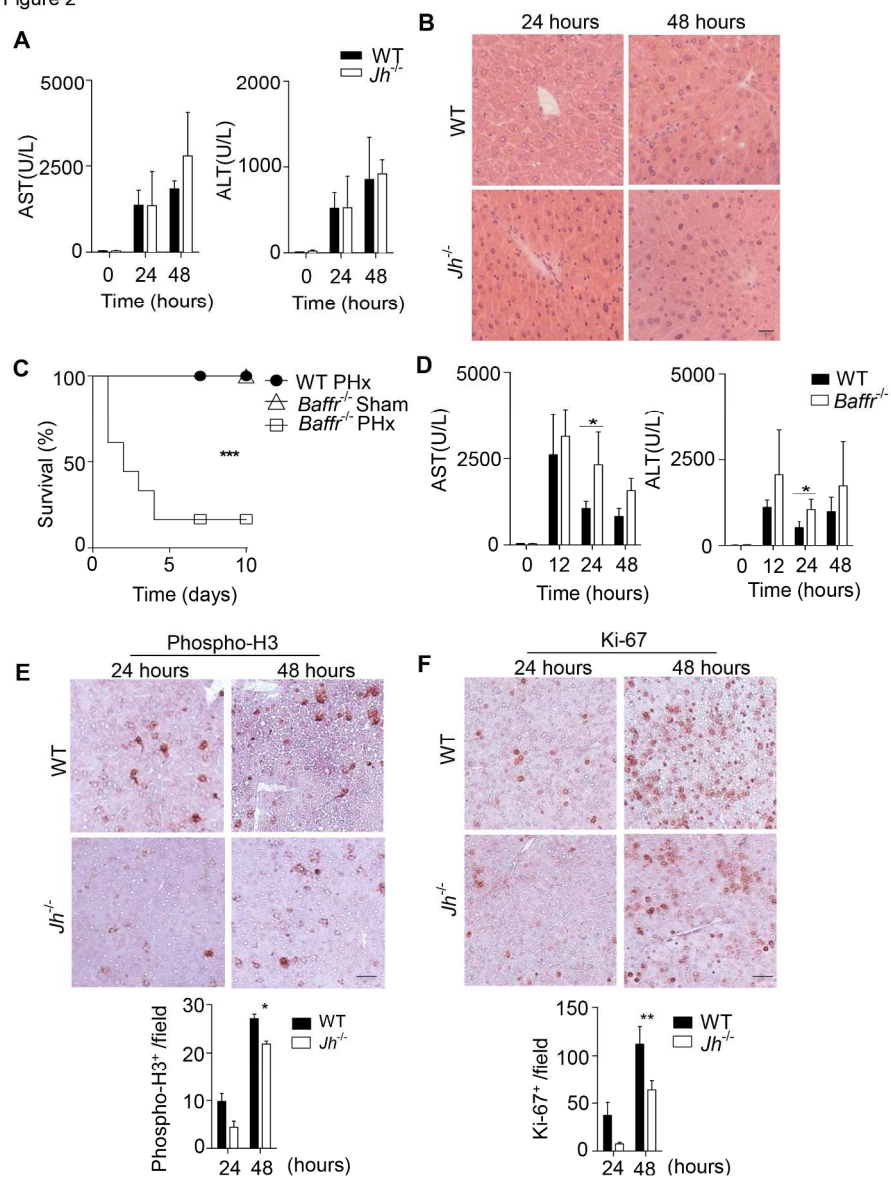 Figure 2
A
WT
Jh-/-
5000
2500
0
AST(U/L)
0 24 48
Time (hours)
2000
1000
0
ALT(U/L)
0 24 48
Time (hours)
B
24 hours 48 hours
WT
Jh-/-
C
100
50
0
Survival (%)
0 5 10
Time (days)
***
WT PHx
Baffr-/- Sham
Baffr-/- PHx
D
5000
2500
0
AST(U/L)
*
0 12 24 48
Time (hours)
5000
2500
0
ALT(U/L)
*
0 12 24 48
Time (hours)
WT
Baffr-/-
E
Phospho-H3
24 hours 48 hours
WT
Jh-/-
30
20
10
0
Phospho-H3+ /field
*
WT
Jh-/-
24 48 (hours)
F
Ki-67
24 hours 48 hours
WT
Jh-/-
150
100
50
0
Ki-67+ /field
**
WT
Jh-/-
24 48 (hours)